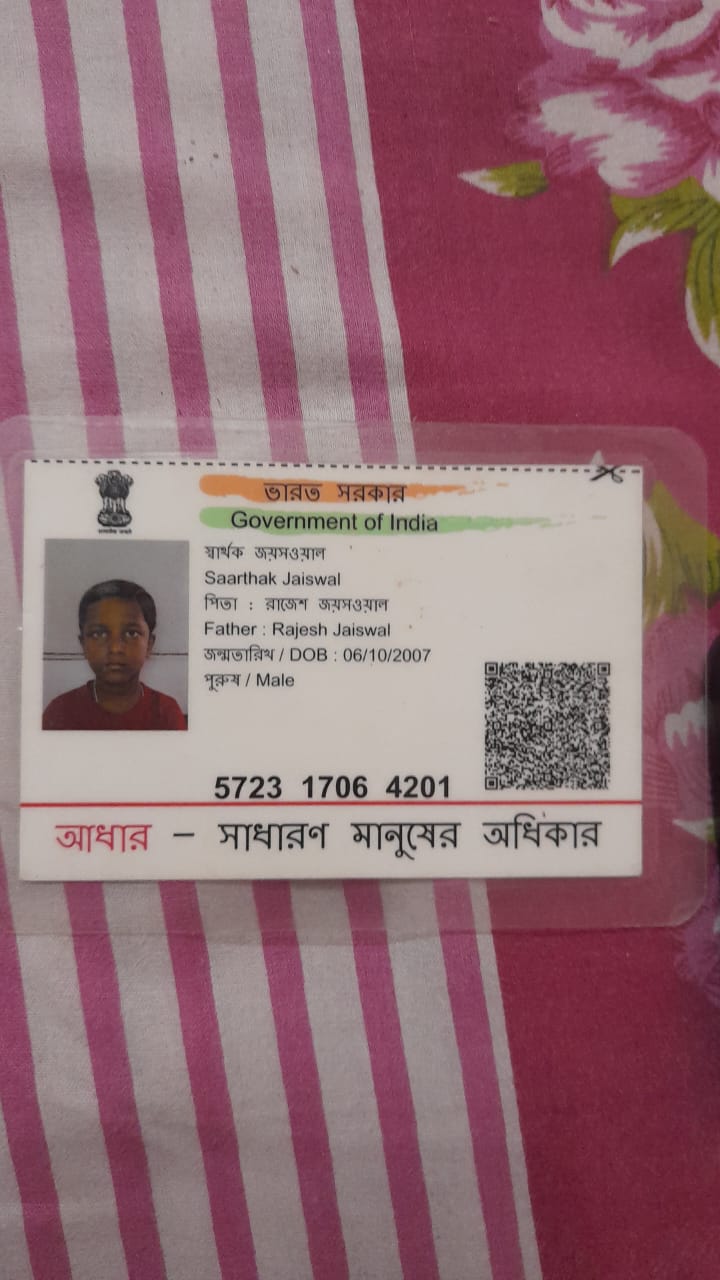 ভারত সরকার
Government of India
স্বার্থক জয়সওয়াল
Saarthak Jaiswal
পিতা : রাজেশ জয়সওয়াল
Father : Rajesh Jaiswal
জন্মতারিখ / DOB : 06/10/2007
পুরুষ / Male
5723 1706 4201
আধার – সাধারণ মানুষের অধিকার